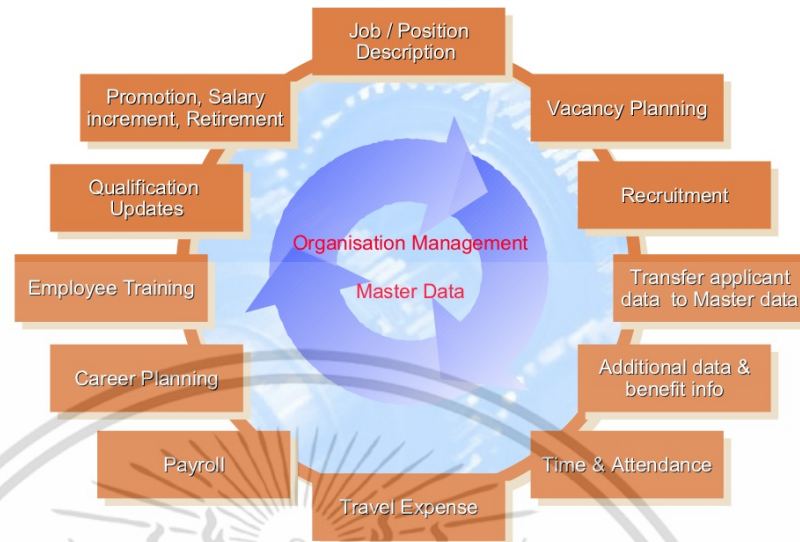 Job / Position
Description
Vacancy Planning
Recruitment
Transfer applicant
data to Master data
Additional data &
benefit info
Time & Attendance
Travel Expense
Payroll
Career Planning
Employee Training
Qualification
Updates
Promotion, Salary
increment, Retirement
Organisation Management
Master Data